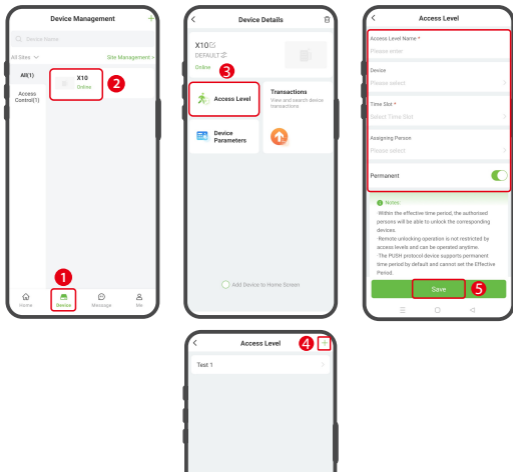 Device Management
+
Device Name
All Sites
Site Management >
All(1)
Access
Control(1)
X10
Online
2
1
Home
Device
Message
Me
Device Details
X10
DEFAULT
Online
3
Access Level
Transactions
View and search device
transactions
Device
Parameters
Add Device to Home Screen
Access Level
Access Level Name *
Please enter
Device
Please select
Time Slot *
Select Time Slot
Assigning Person
Please select
Permanent
Notes:
·Within the effective time period, the authorised
persons will be able to unlock the corresponding
devices.
·Remote unlocking operation is not restricted by
access levels and can be operated anytime.
·The PUSH protocol device supports permanent
time period by default and cannot set the Effective
Period.
Save
5
Access Level
4
+
Test 1